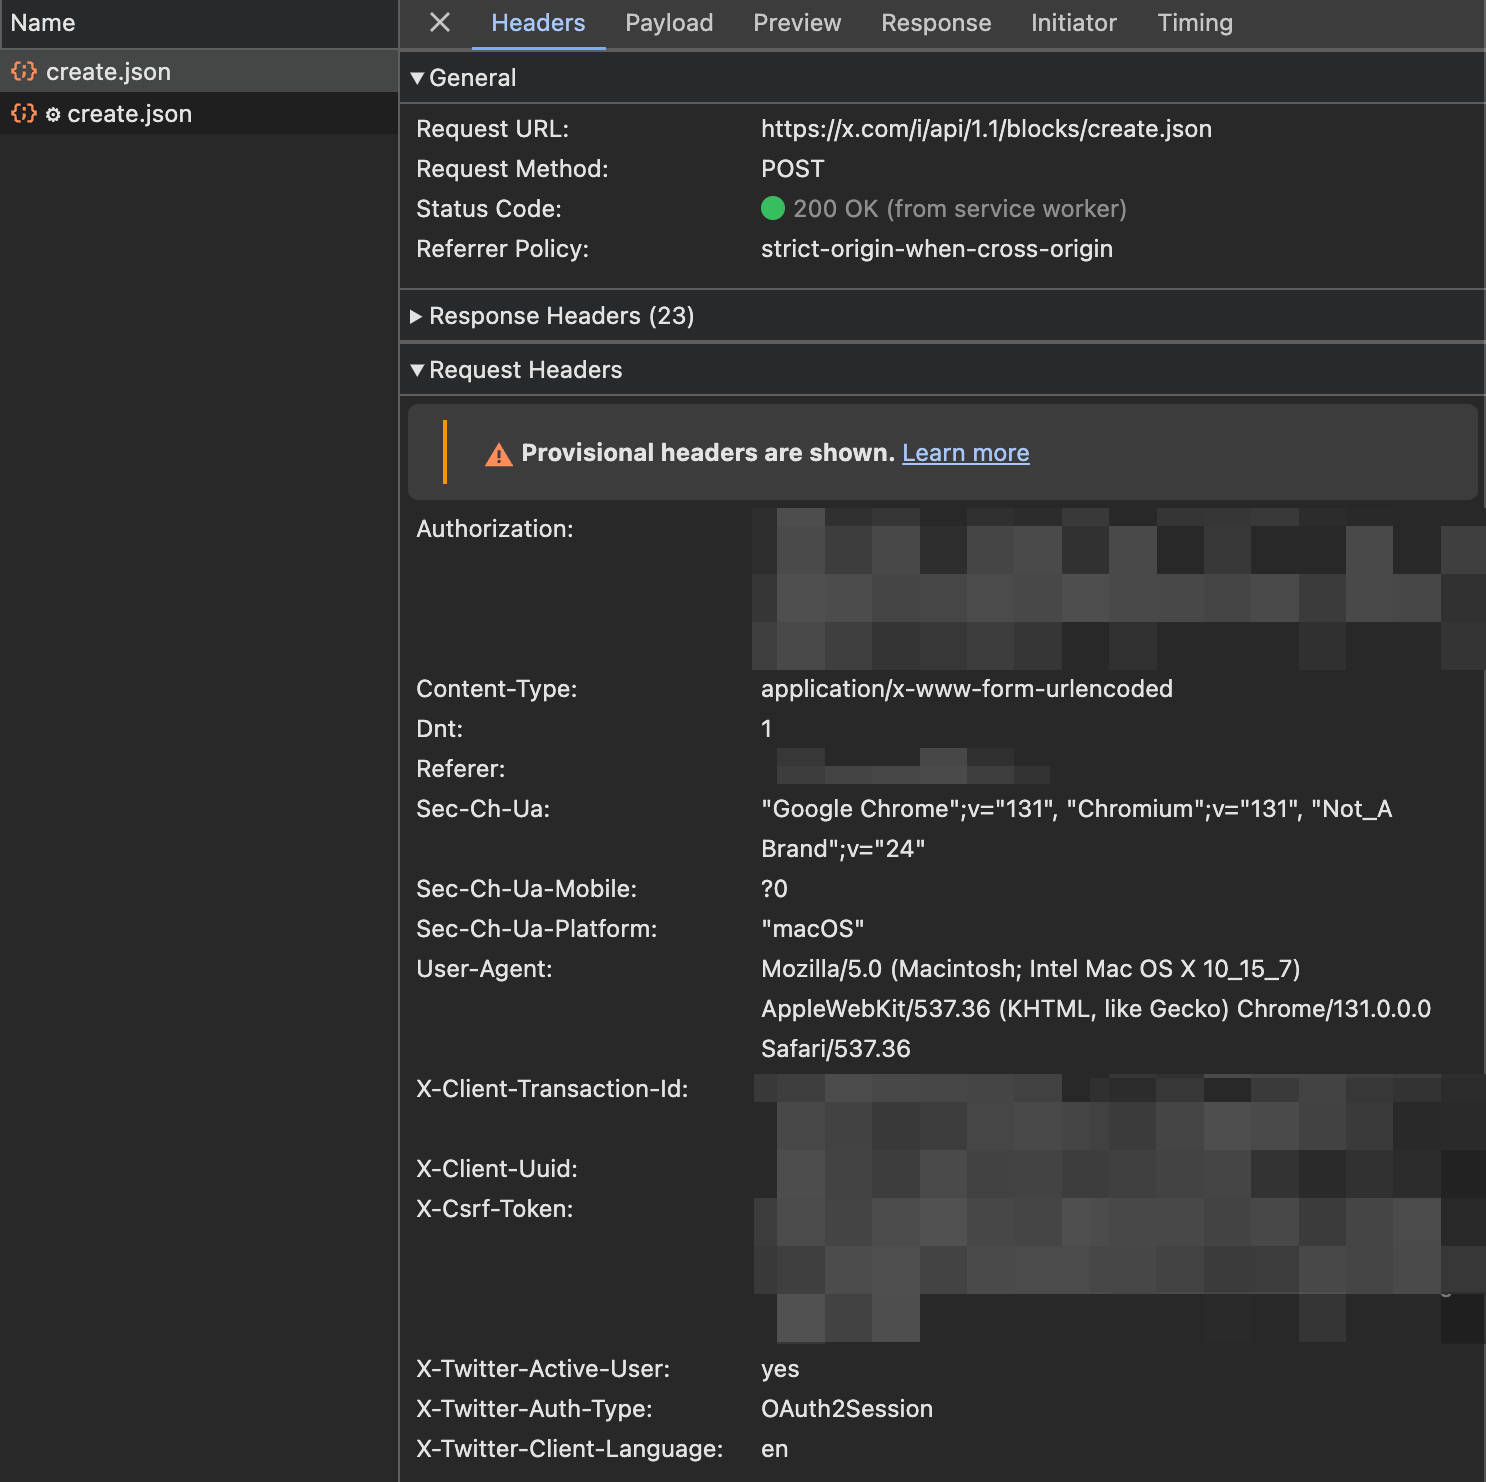 Name
create.json
create.json
Headers Payload Preview Response Initiator Timing
General
Request URL: https://x.com/i/api/1.1/blocks/create.json
Request Method: POST
Status Code: 200 OK (from service worker)
Referrer Policy: strict-origin-when-cross-origin
Response Headers (23)
Request Headers
Provisional headers are shown. Learn more
Authorization:
Content-Type: application/x-www-form-urlencoded
Dnt: 1
Referer:
Sec-Ch-Ua: "Google Chrome";v="131", "Chromium";v="131", "Not_A
Brand";v="24"
Sec-Ch-Ua-Mobile: ?0
Sec-Ch-Ua-Platform: "macOS"
User-Agent: Mozilla/5.0 (Macintosh; Intel Mac OS X 10_15_7)
AppleWebKit/537.36 (KHTML, like Gecko) Chrome/131.0.0.0
Safari/537.36
X-Client-Transaction-Id:
X-Client-Uuid:
X-Csrf-Token:
X-Twitter-Active-User: yes
X-Twitter-Auth-Type: OAuth2Session
X-Twitter-Client-Language: en